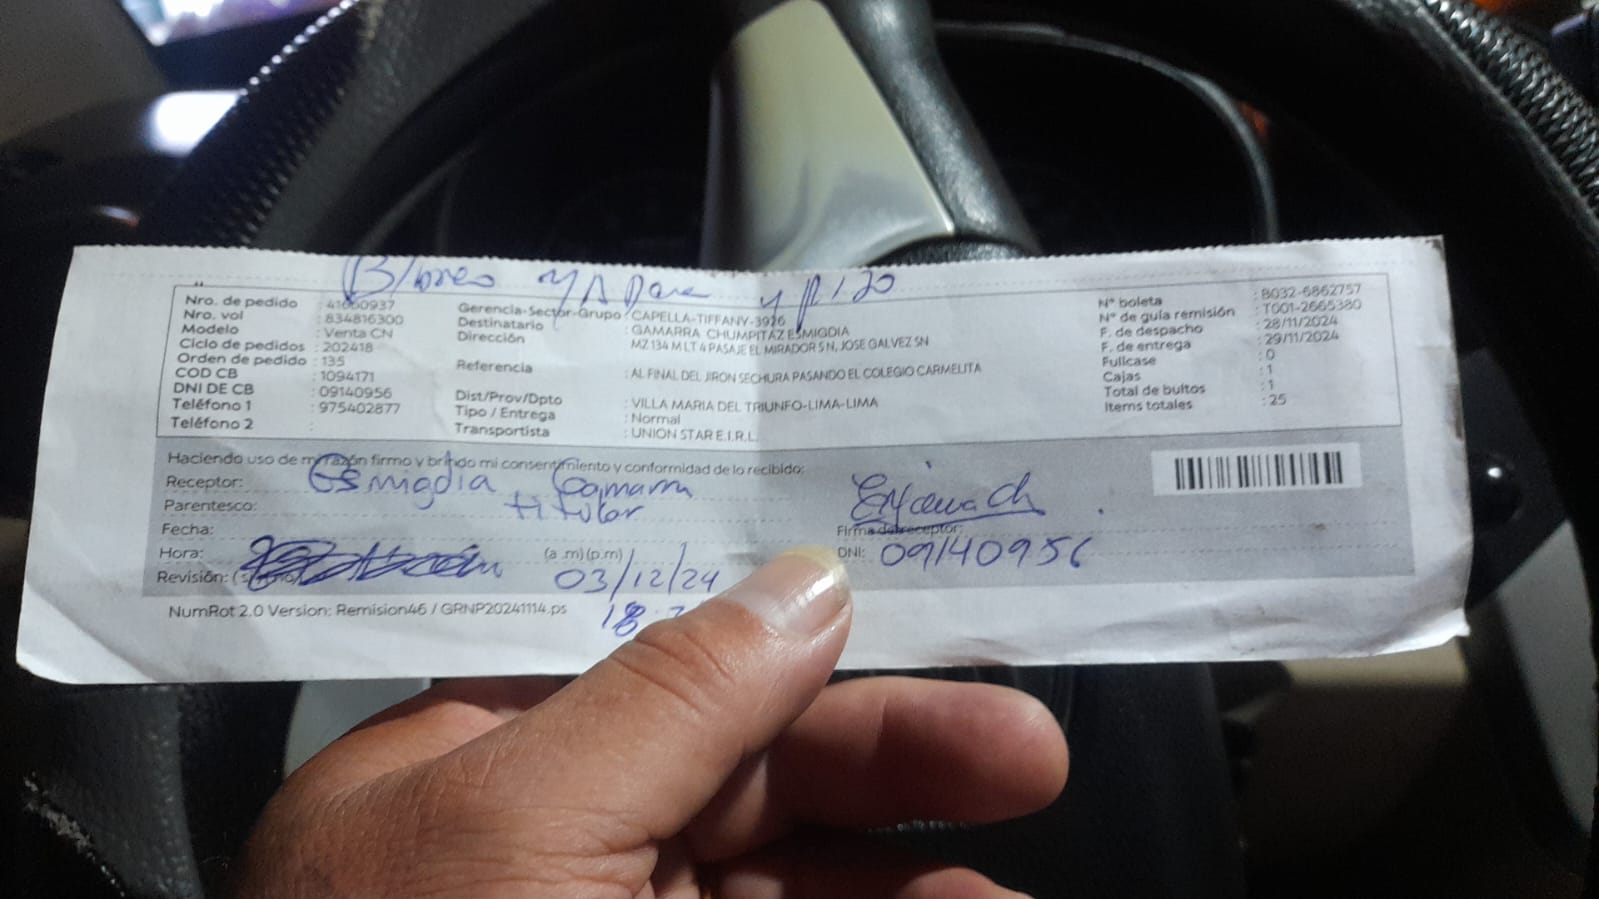 Nro. de pedido : 41660937
Nro. vol : 834816300
Modelo : Venta CN
Ciclo de pedidos : 202418
Orden de pedido : 135
COD CB : 1094171
DNI DE CB : 09140956
Teléfono 1 : 975402877
Teléfono 2 :
Gerencia-Sector-Grupo : CAPELLA-TIFFANY-3926
Destinatario : GAMARRA CHUMPITAZ ESMIGDIA
Dirección : MZ 134 M LT 4 PASAJE EL MIRADOR SN, JOSE GALVEZ SN
Referencia : AL FINAL DEL JIRON SECHURA PASANDO EL COLEGIO CARMELITA
Dist/Prov/Dpto : VILLA MARIA DEL TRIUNFO-LIMA-LIMA
Tipo / Entrega : Normal
Transportista : UNION STAR E.I.R.L.
N° boleta : B032-6862757
N° de guía remisión : T001-2665380
F. de despacho : 28/11/2024
F. de entrega : 29/11/2024
Fullcase : 0
Cajas : 1
Total de bultos : 1
Items totales : 25
Haciendo uso de mi razón firmo y brindo mi consentimiento y conformidad de lo recibido:
Receptor: Esmigdia Gamarra
Parentesco: titular
Fecha:
Hora: (a .m) (p.m)
Revisión:
03/12/24
18
Firma del receptor:
DNI: 09140956
NumRot 2.0 Version: Remision46 / GRNP20241114.ps